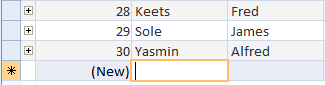 28 Keets Fred
29 Sole James
30 Yasmin Alfred
(New)